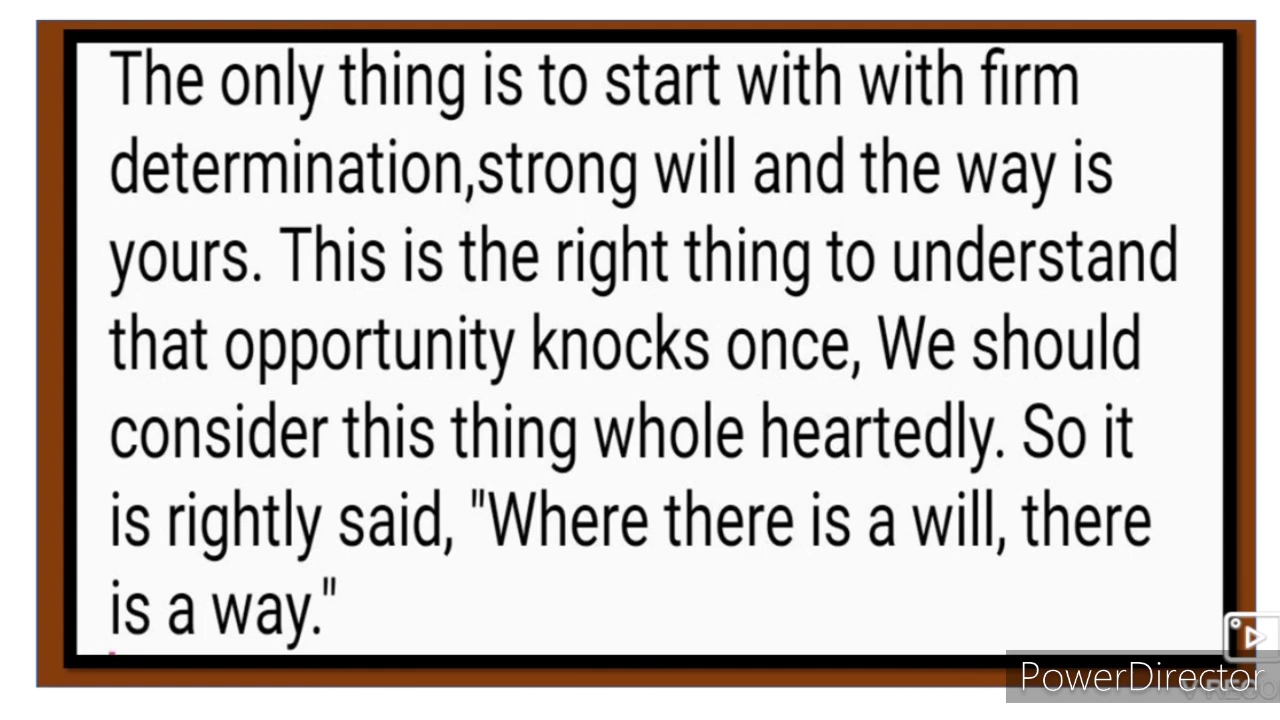 The only thing is to start with with firm
determination,strong will and the way is
yours. This is the right thing to understand
that opportunity knocks once, We should
consider this thing whole heartedly. So it
is rightly said, "Where there is a will, there
is a way."
PowerDirector